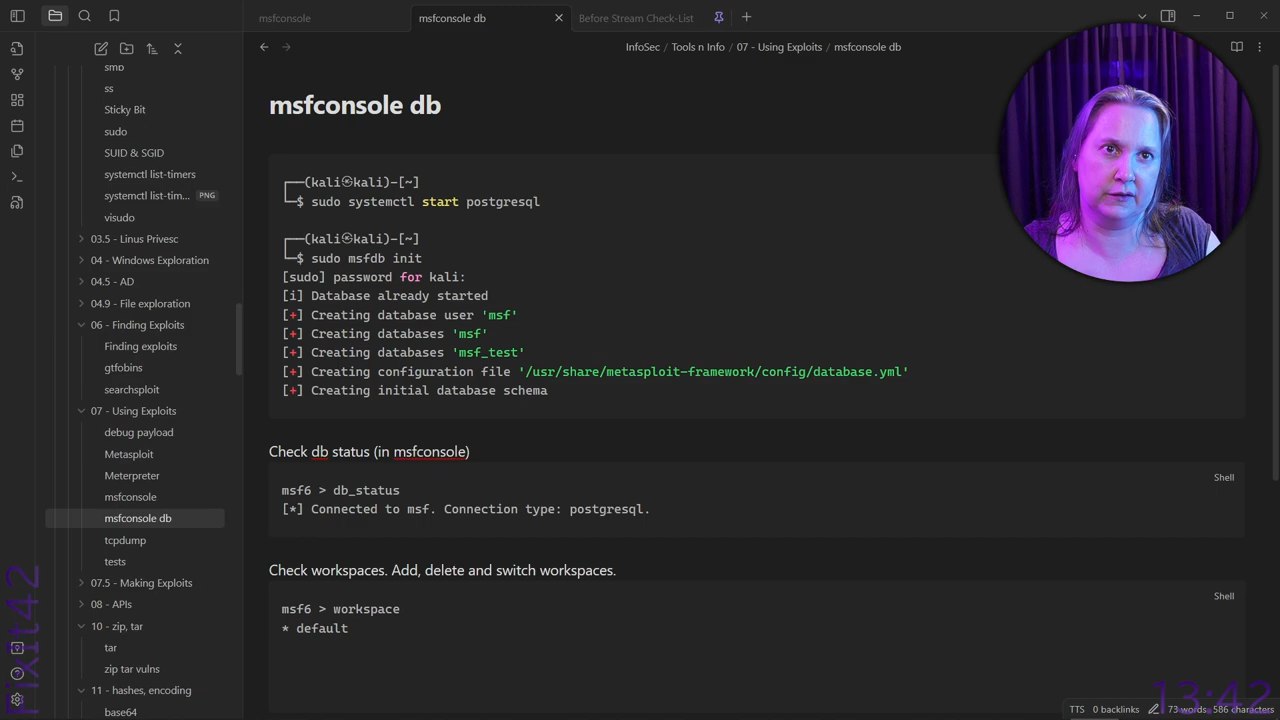 msfconsole
msfconsole db
Before Stream Check-List
InfoSec / Tools n Info / 07 - Using Exploits / msfconsole db
smb
ss
Sticky Bit
sudo
SUID & SGID
systemctl list-timers
systemctl list-tim... PNG
visudo
03.5 - Linus Privesc
04 - Windows Exploration
04.5 - AD
04.9 - File exploration
06 - Finding Exploits
Finding exploits
gtfobins
searchsploit
07 - Using Exploits
debug payload
Metasploit
Meterpreter
msfconsole
msfconsole db
tcpdump
tests
07.5 - Making Exploits
08 - APIs
10 - zip, tar
tar
zip tar vulns
11 - hashes, encoding
base64
msfconsole db
┌──(kali㉿kali)-[~]
└─$ sudo systemctl start postgresql
┌──(kali㉿kali)-[~]
└─$ sudo msfdb init
[sudo] password for kali:
[i] Database already started
[+] Creating database user 'msf'
[+] Creating databases 'msf'
[+] Creating databases 'msf_test'
[+] Creating configuration file '/usr/share/metasploit-framework/config/database.yml'
[+] Creating initial database schema
Check db status (in msfconsole)
Shell
msf6 > db_status
[*] Connected to msf. Connection type: postgresql.
Check workspaces. Add, delete and switch workspaces.
Shell
msf6 > workspace
* default
Fixit42
13:42
TTS 0 backlinks 73 words 586 characters